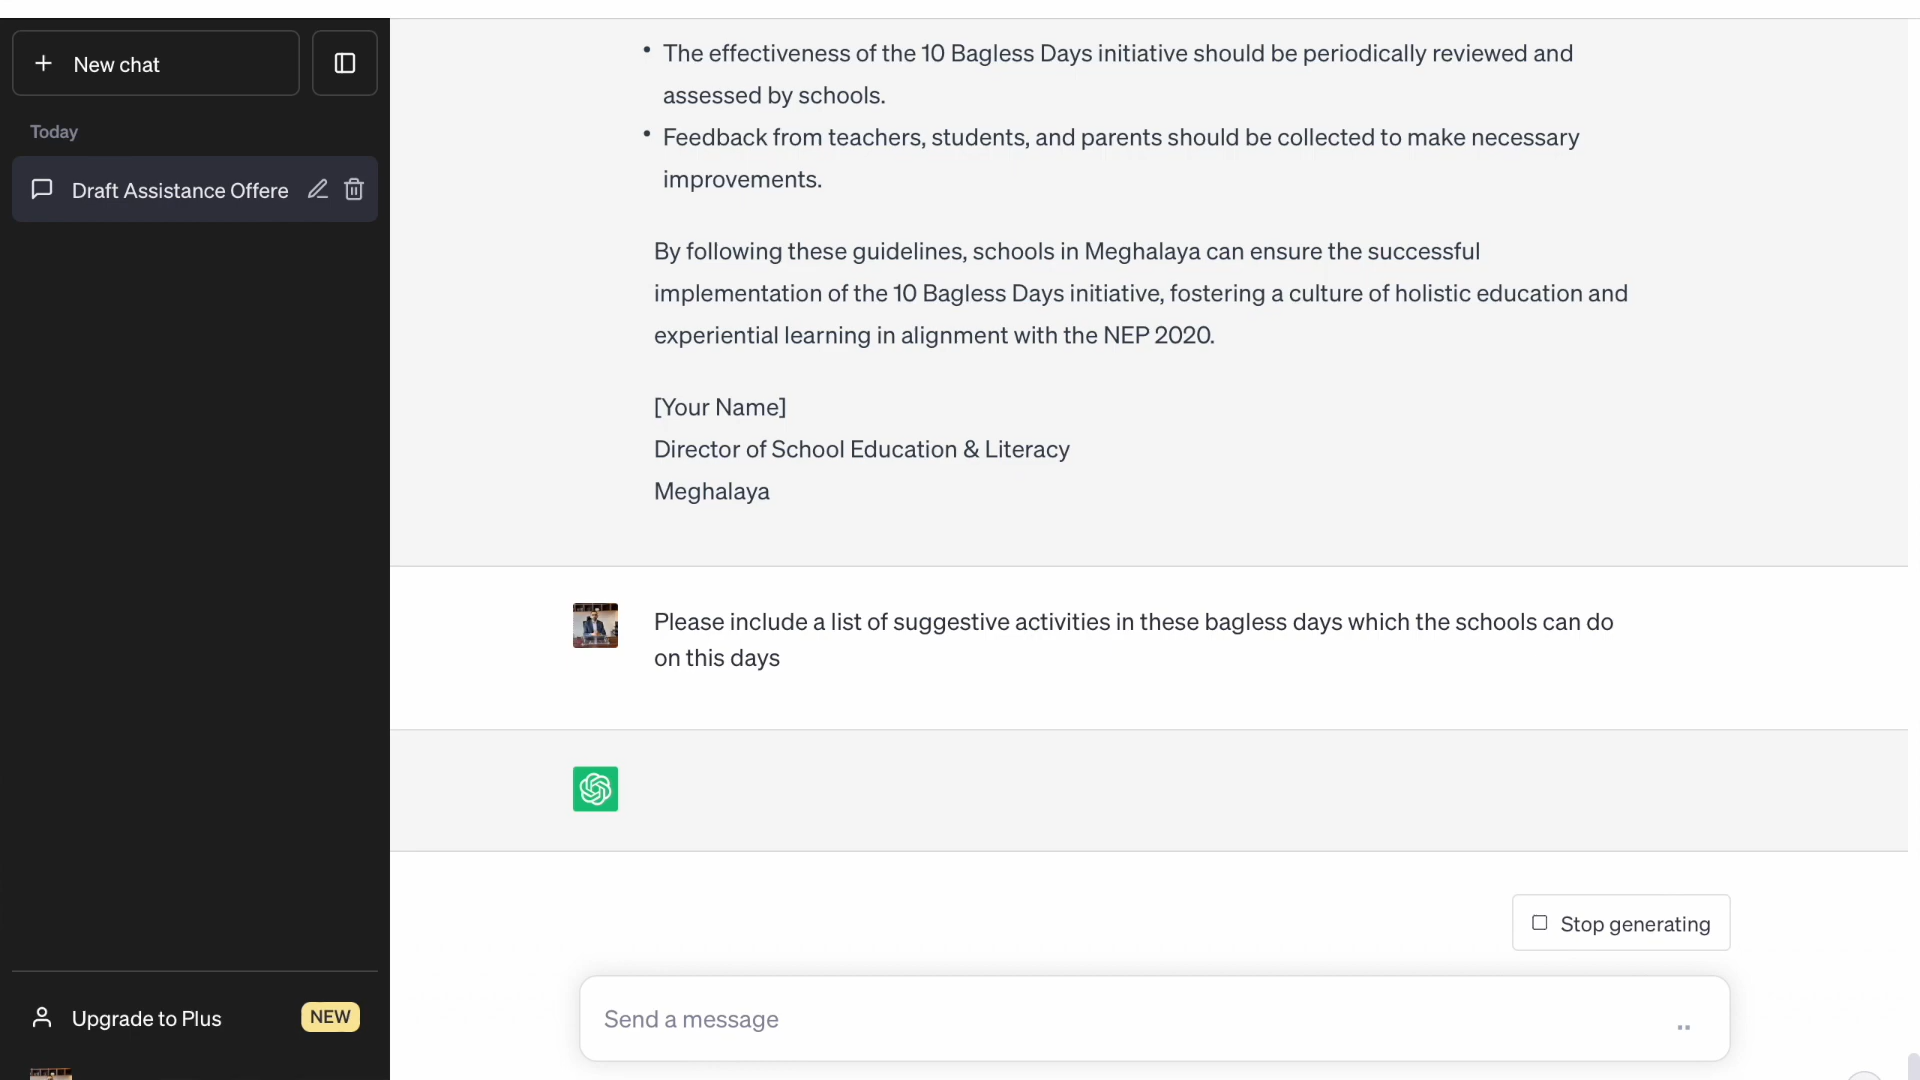 New chat
Today
Draft Assistance Offere
• The effectiveness of the 10 Bagless Days initiative should be periodically reviewed and
assessed by schools.
• Feedback from teachers, students, and parents should be collected to make necessary
improvements.
By following these guidelines, schools in Meghalaya can ensure the successful
implementation of the 10 Bagless Days initiative, fostering a culture of holistic education and
experiential learning in alignment with the NEP 2020.
[Your Name]
Director of School Education & Literacy
Meghalaya
Please include a list of suggestive activities in these bagless days which the schools can do
on this days
Stop generating
Send a message
Upgrade to Plus NEW